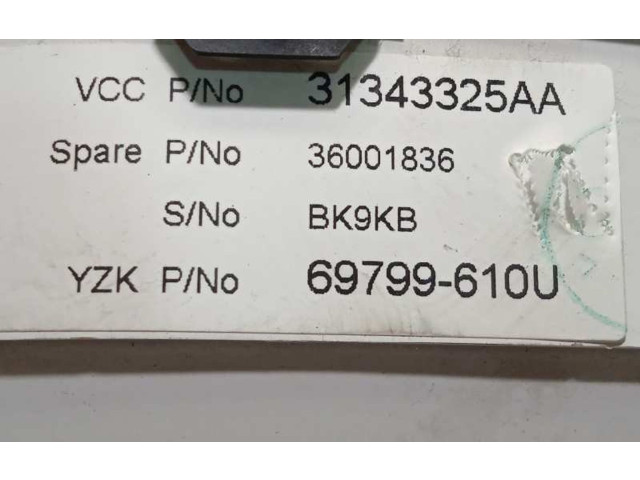 VCC P/No 31343325AA
Spare P/No 36001836
S/No BK9KB
YZK P/No 69799-610U